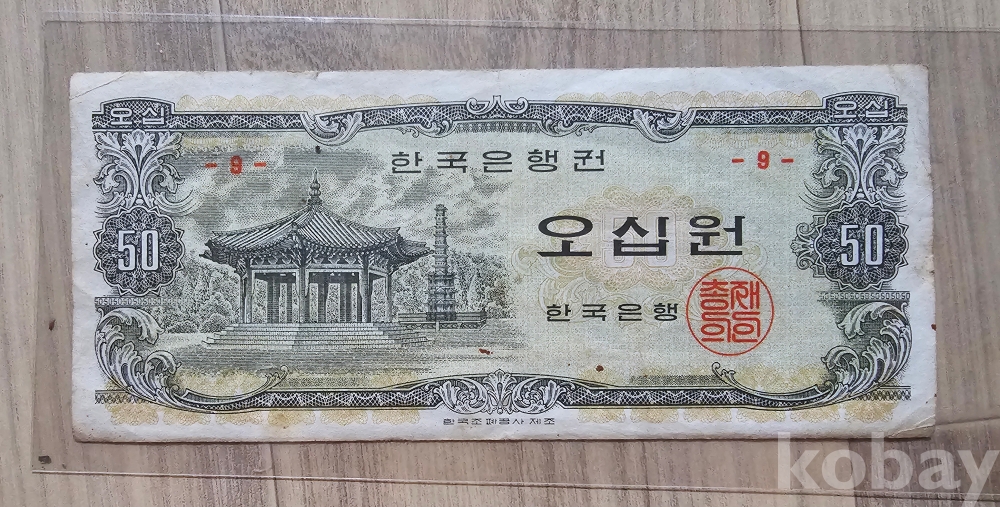 오십 오십
- 9 - - 9 -
한국은행권
50 오십원 50
한국은행
총재의인
한국조폐공사제조
kobay